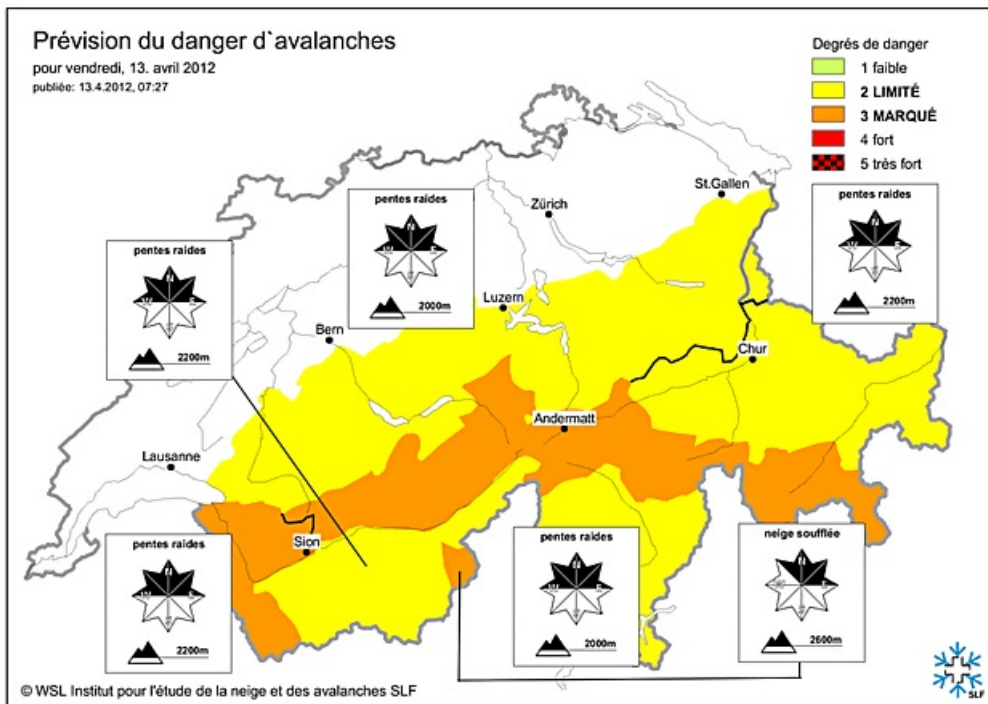 Prévision du danger d`avalanches
pour vendredi, 13. avril 2012
publiée: 13.4.2012, 07:27
Degrés de danger
1 faible
2 LIMITÉ
3 MARQUÉ
4 fort
5 très fort
St.Gallen
Zürich
pentes raides
N
W E
S
2000m
pentes raides
N
W E
S
2200m
pentes raides
N
W E
S
2200m
Luzern
Bern
Chur
Andermatt
Lausanne
Sion
pentes raides
N
W E
S
2200m
pentes raides
N
W E
S
2000m
neige soufflée
N
W E
S
2600m
© WSL Institut pour l'étude de la neige et des avalanches SLF
SLF